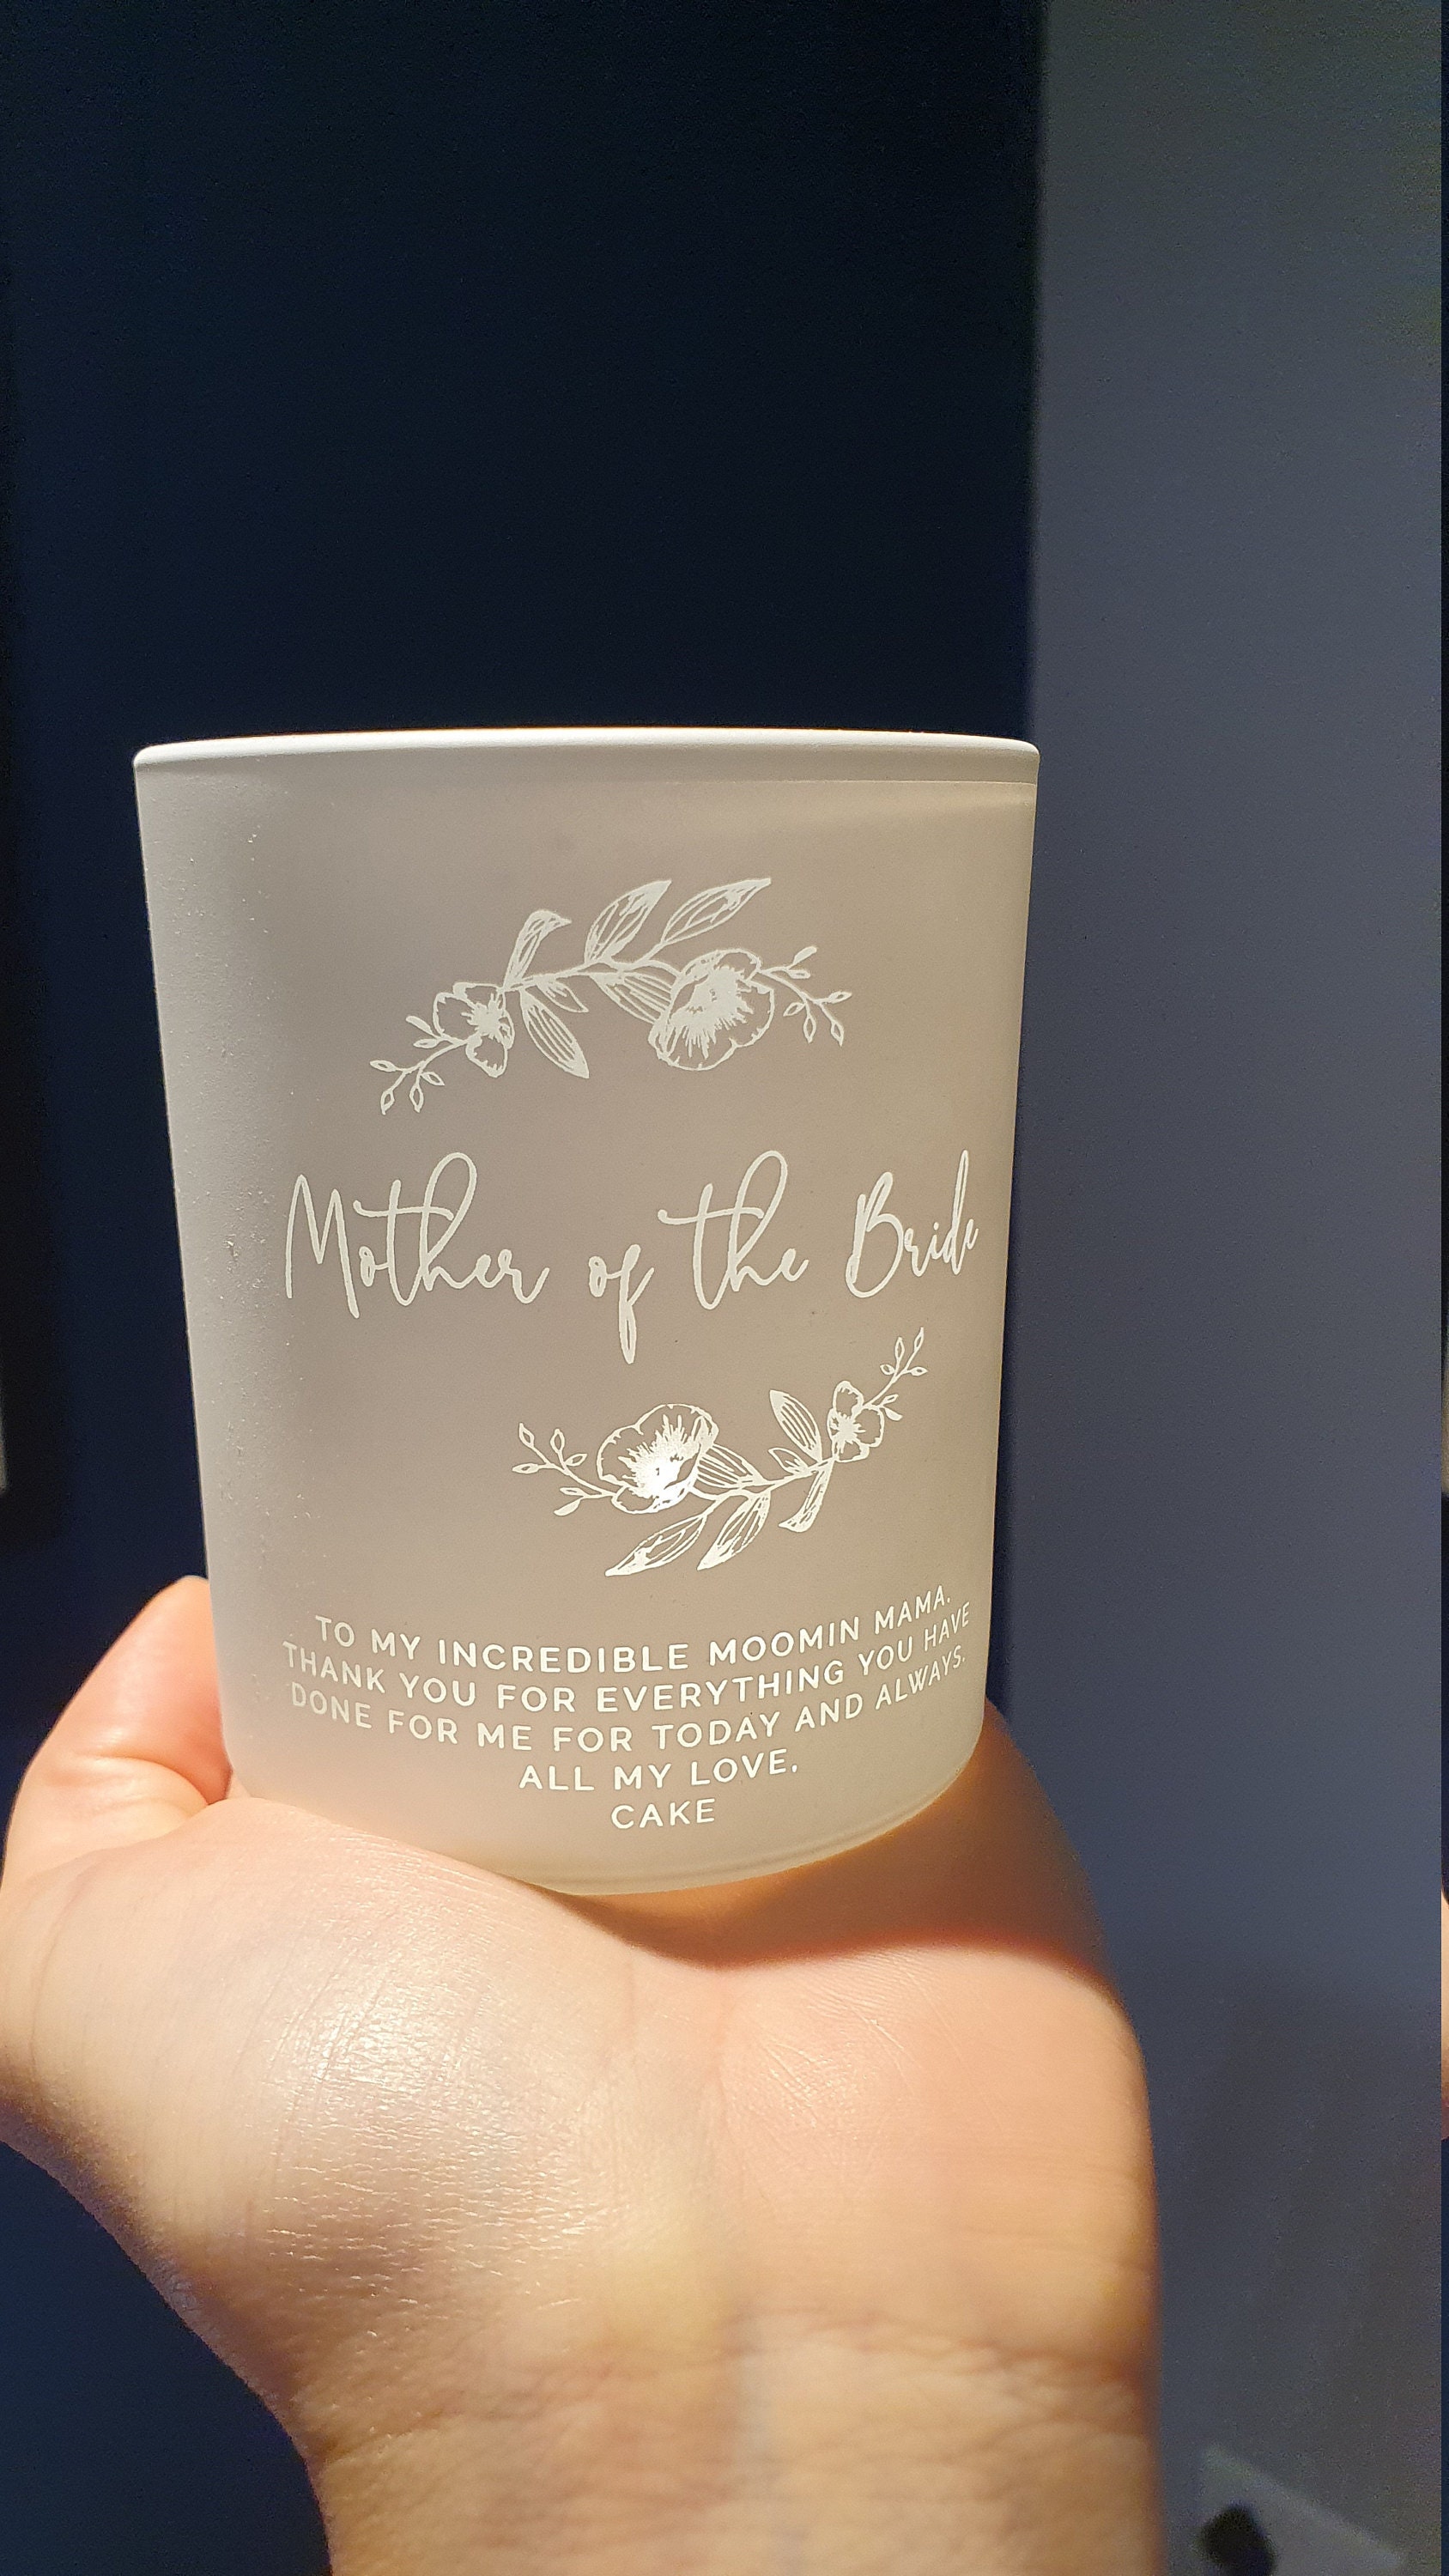 Mother of the Bride
TO MY INCREDIBLE MOOMIN MAMA.
THANK YOU FOR EVERYTHING YOU HAVE
DONE FOR ME FOR TODAY AND ALWAYS.
ALL MY LOVE,
CAKE